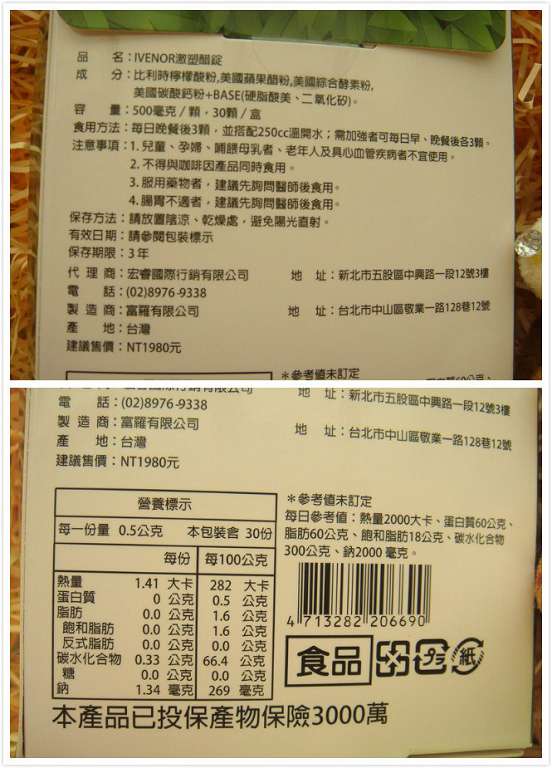 品　　名：IVENOR激塑醋錠
成　　分：比利時檸檬酸粉,美國蘋果醋粉,美國綜合酵素粉,
美國碳酸鈣粉+BASE(硬脂酸美、二氧化矽)。
容　　量：500毫克/顆，30顆/盒
食用方法：每日晚餐後3顆，並搭配250cc溫開水；需加強者可每日早、晚餐後各3顆。
注意事項：1. 兒童、孕婦、哺餵母乳者、老年人及具心血管疾病者不宜使用。
2. 不得與咖啡因產品同時食用。
3. 服用藥物者，建議先詢問醫師後食用。
4. 腸胃不適者，建議先詢問醫師後食用。
保存方法：請放置陰涼、乾燥處，避免陽光直射。
有效日期：請參閱包裝標示
保存期限：3年
代 理 商：宏睿國際行銷有限公司　地　址：新北市五股區中興路一段12號3樓
電　　話：(02)8976-9338
製 造 商：富羅有限公司　地　址：台北市中山區敬業一路128巷12號
產　　地：台灣
建議售價：NT1980元
＊參考值未訂定
宏睿國際行銷有限公司　地　址：新北市五股區中興路一段12號3樓
電　　話：(02)8976-9338
製 造 商：富羅有限公司　地　址：台北市中山區敬業一路128巷12號
產　　地：台灣
建議售價：NT1980元
營養標示
每一份量 0.5公克　本包裝含 30份
每份　每100公克
熱量　1.41 大卡　282 大卡
蛋白質　0 公克　0.5 公克
脂肪　0.0 公克　1.6 公克
飽和脂肪　0.0 公克　1.6 公克
反式脂肪　0.0 公克　0.0 公克
碳水化合物　0.33 公克　66.4 公克
糖　0.0 公克　0.0 公克
鈉　1.34 毫克　269 毫克
＊參考值未訂定
每日參考值：熱量2000大卡、蛋白質60公克、
脂肪60公克、飽和脂肪18公克、碳水化合物
300公克、鈉2000 毫克。
4 713282 206690
食品　紙
本產品已投保產物保險3000萬